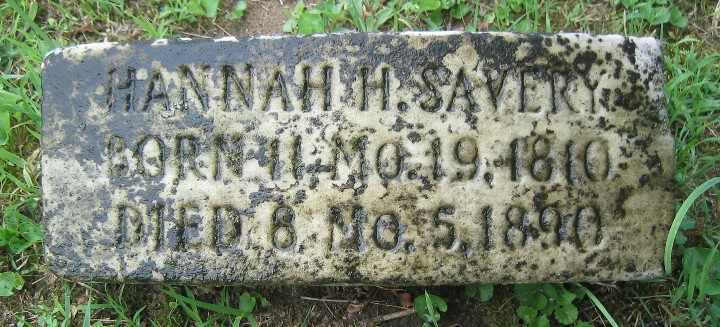 HANNAH H. SAVERY
BORN 11 MO. 19, 1810
DIED 8 MO. 5, 1890